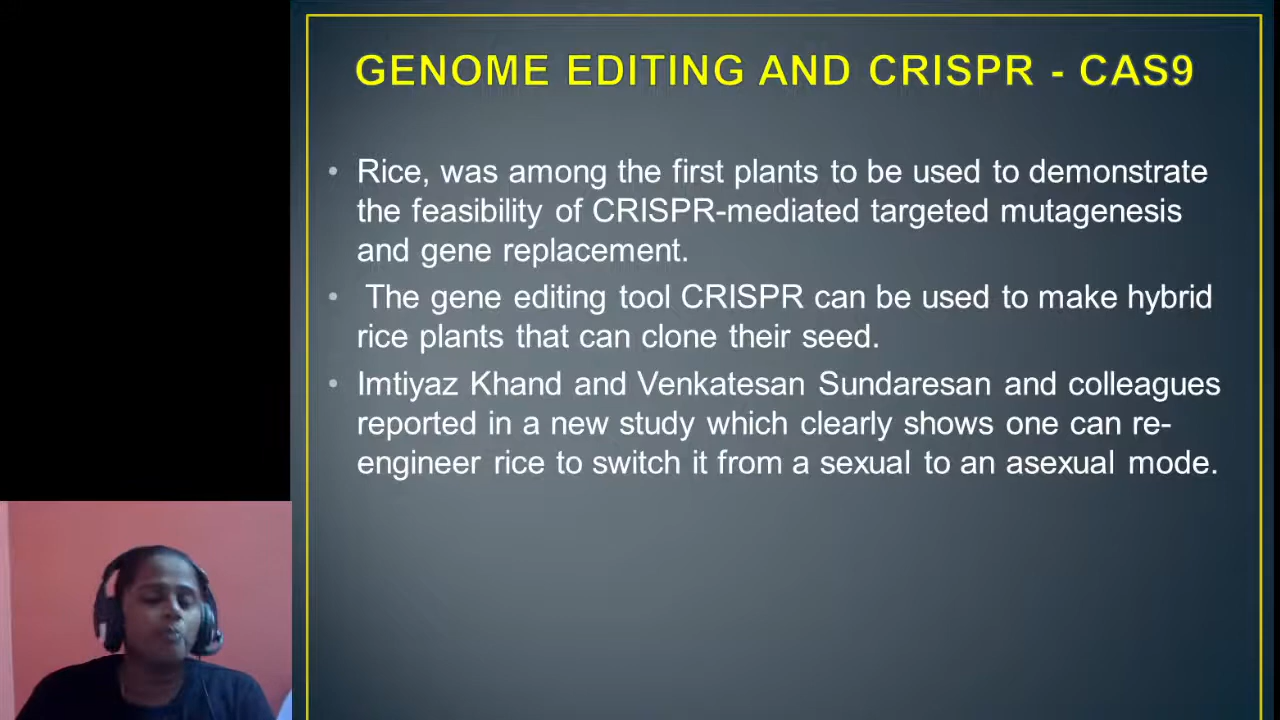 GENOME EDITING AND CRISPR - CAS9
• Rice, was among the first plants to be used to demonstrate
the feasibility of CRISPR-mediated targeted mutagenesis
and gene replacement.
• The gene editing tool CRISPR can be used to make hybrid
rice plants that can clone their seed.
• Imtiyaz Khand and Venkatesan Sundaresan and colleagues
reported in a new study which clearly shows one can re-
engineer rice to switch it from a sexual to an asexual mode.